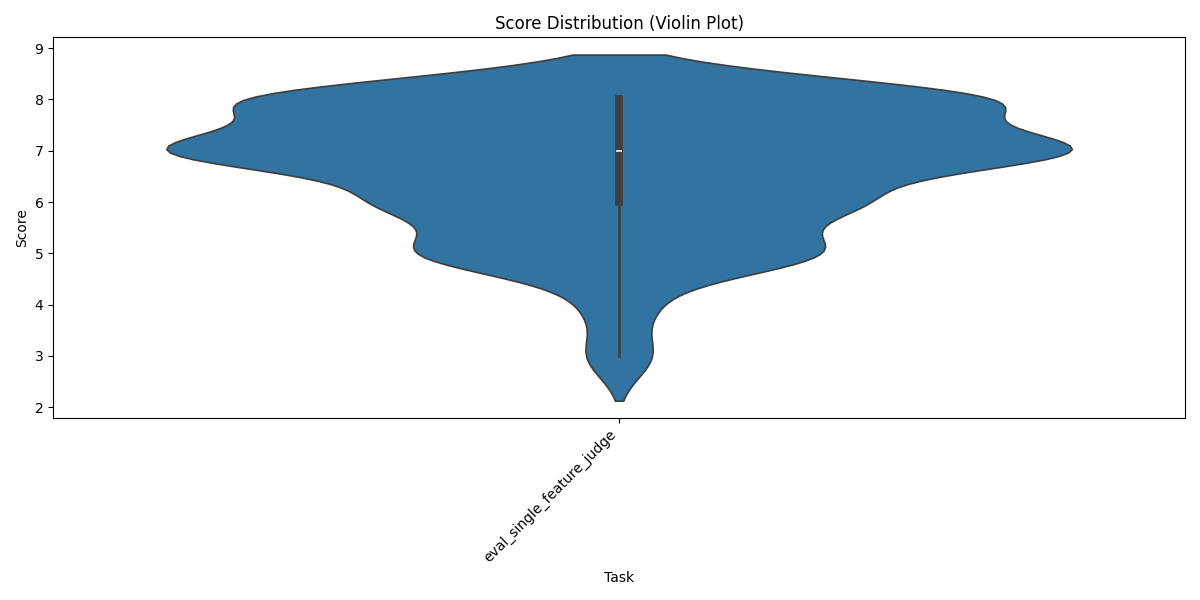 Score Distribution (Violin Plot)
9
8
7
6
5
4
3
2
Score
eval_single_feature_judge
Task